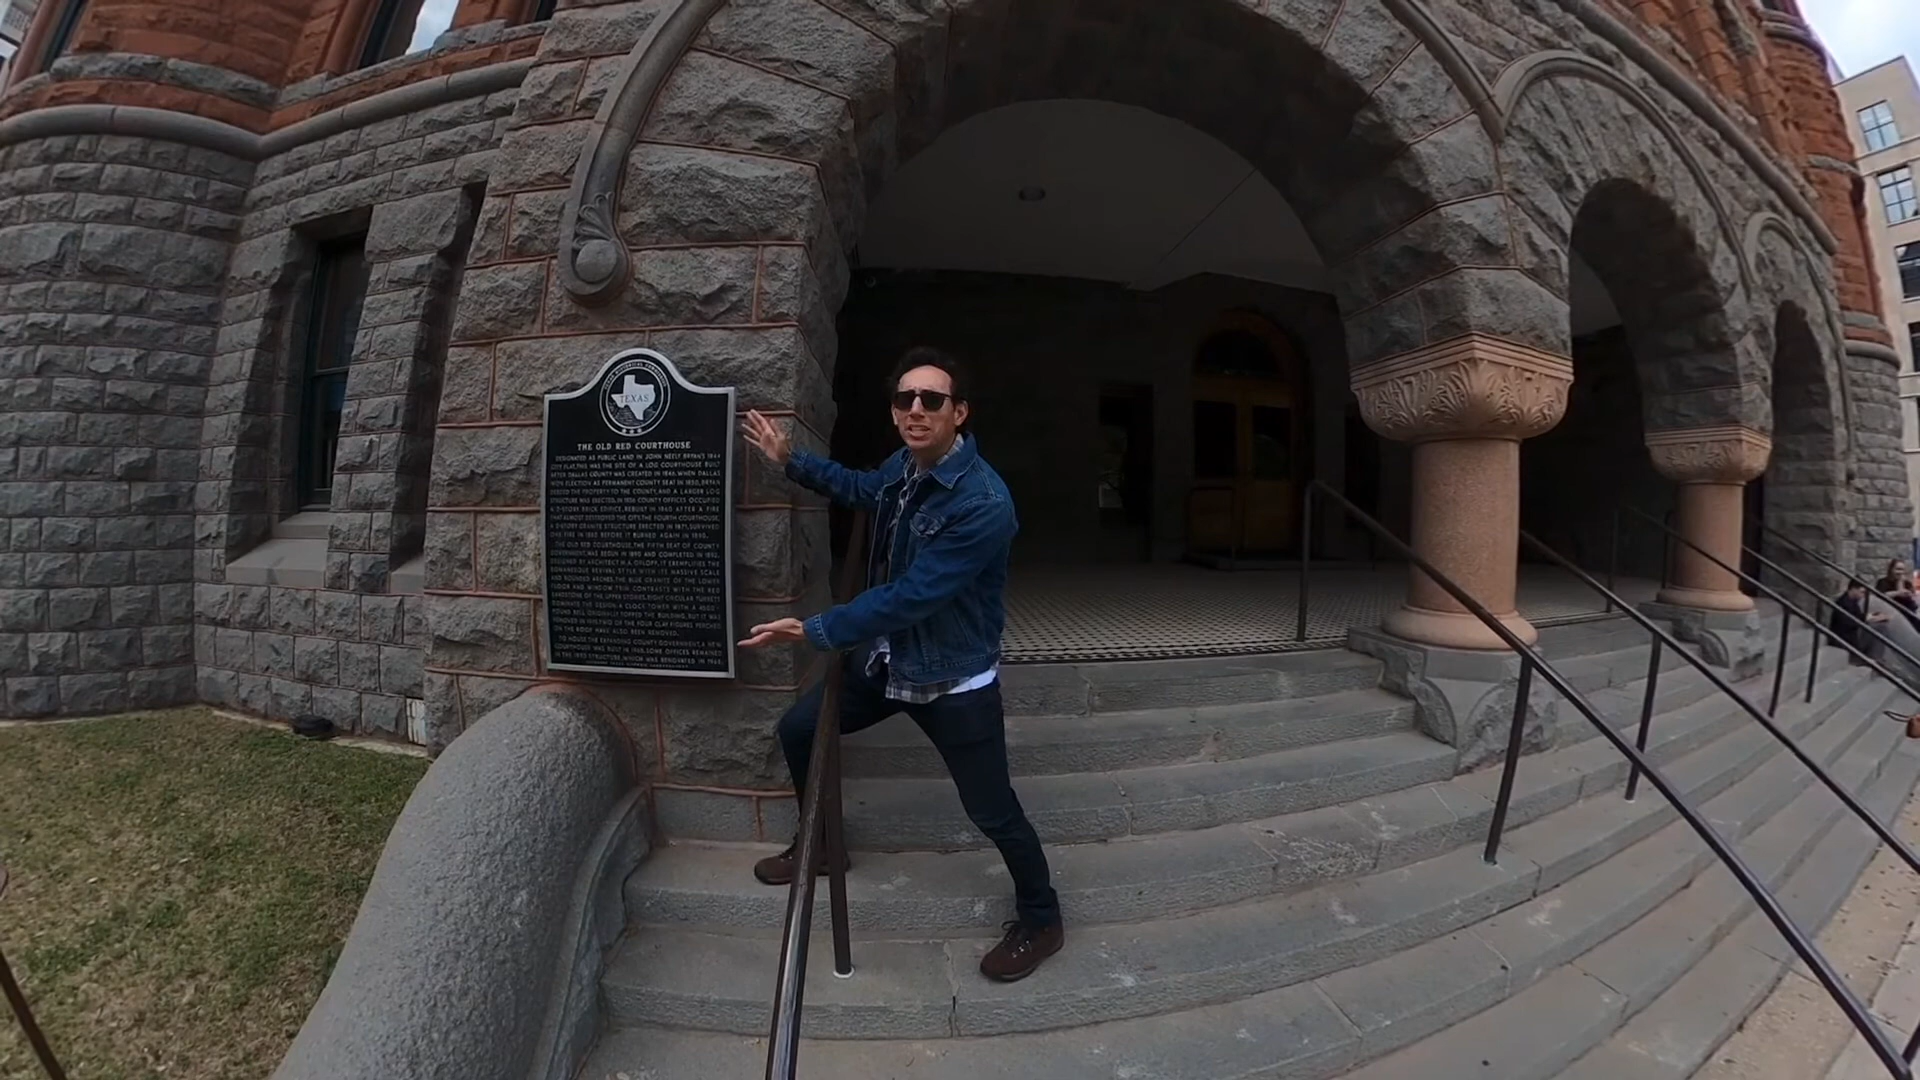 TEXAS HISTORICAL COMMISSION
TEXAS
THE OLD RED COURTHOUSE
DESIGNATED AS PUBLIC LAND IN JOHN NEELY BRYAN'S 1844
CITY PLAT, THIS WAS THE SITE OF A LOG COURTHOUSE BUILT
AFTER DALLAS COUNTY WAS CREATED IN 1846. WHEN DALLAS
WON ELECTION AS PERMANENT COUNTY SEAT IN 1850, BRYAN
DEEDED THE PROPERTY TO THE COUNTY, AND A LARGER LOG
STRUCTURE WAS ERECTED. IN 1856 COUNTY OFFICES OCCUPIED
A 2-STORY BRICK EDIFICE, REBUILT IN 1860 AFTER A FIRE
THAT ALMOST DESTROYED THE CITY. THE FOURTH COURTHOUSE,
A 2-STORY GRANITE STRUCTURE ERECTED IN 1871, SURVIVED
ONE FIRE IN 1880 BEFORE IT BURNED AGAIN IN 1890.
THE OLD RED COURTHOUSE, THE FIFTH SEAT OF COUNTY
GOVERNMENT, WAS BEGUN IN 1890 AND COMPLETED IN 1892.
DESIGNED BY ARCHITECT M.A. ORLOPP, IT EXEMPLIFIES THE
ROMANESQUE REVIVAL STYLE WITH ITS MASSIVE SCALE
AND ROUNDED ARCHES. THE BLUE GRANITE OF THE LOWER
FLOOR AND WINDOW TRIM CONTRASTS WITH THE RED
SANDSTONE OF THE UPPER STORIES. EIGHT CIRCULAR TURRETS
DOMINATE THE DESIGN. A CLOCK TOWER WITH A 4500-
POUND BELL ORIGINALLY TOPPED THE BUILDING, BUT IT WAS
REMOVED IN 1919. TWO OF THE FOUR CLAY FIGURES PERCHED
ON THE ROOF HAVE ALSO BEEN REMOVED.
TO HOUSE THE EXPANDING COUNTY GOVERNMENT, A NEW
COURTHOUSE WAS BUILT IN 1965. SOME OFFICES REMAINED
IN THE 1892 STRUCTURE, WHICH WAS RENOVATED IN 1968.